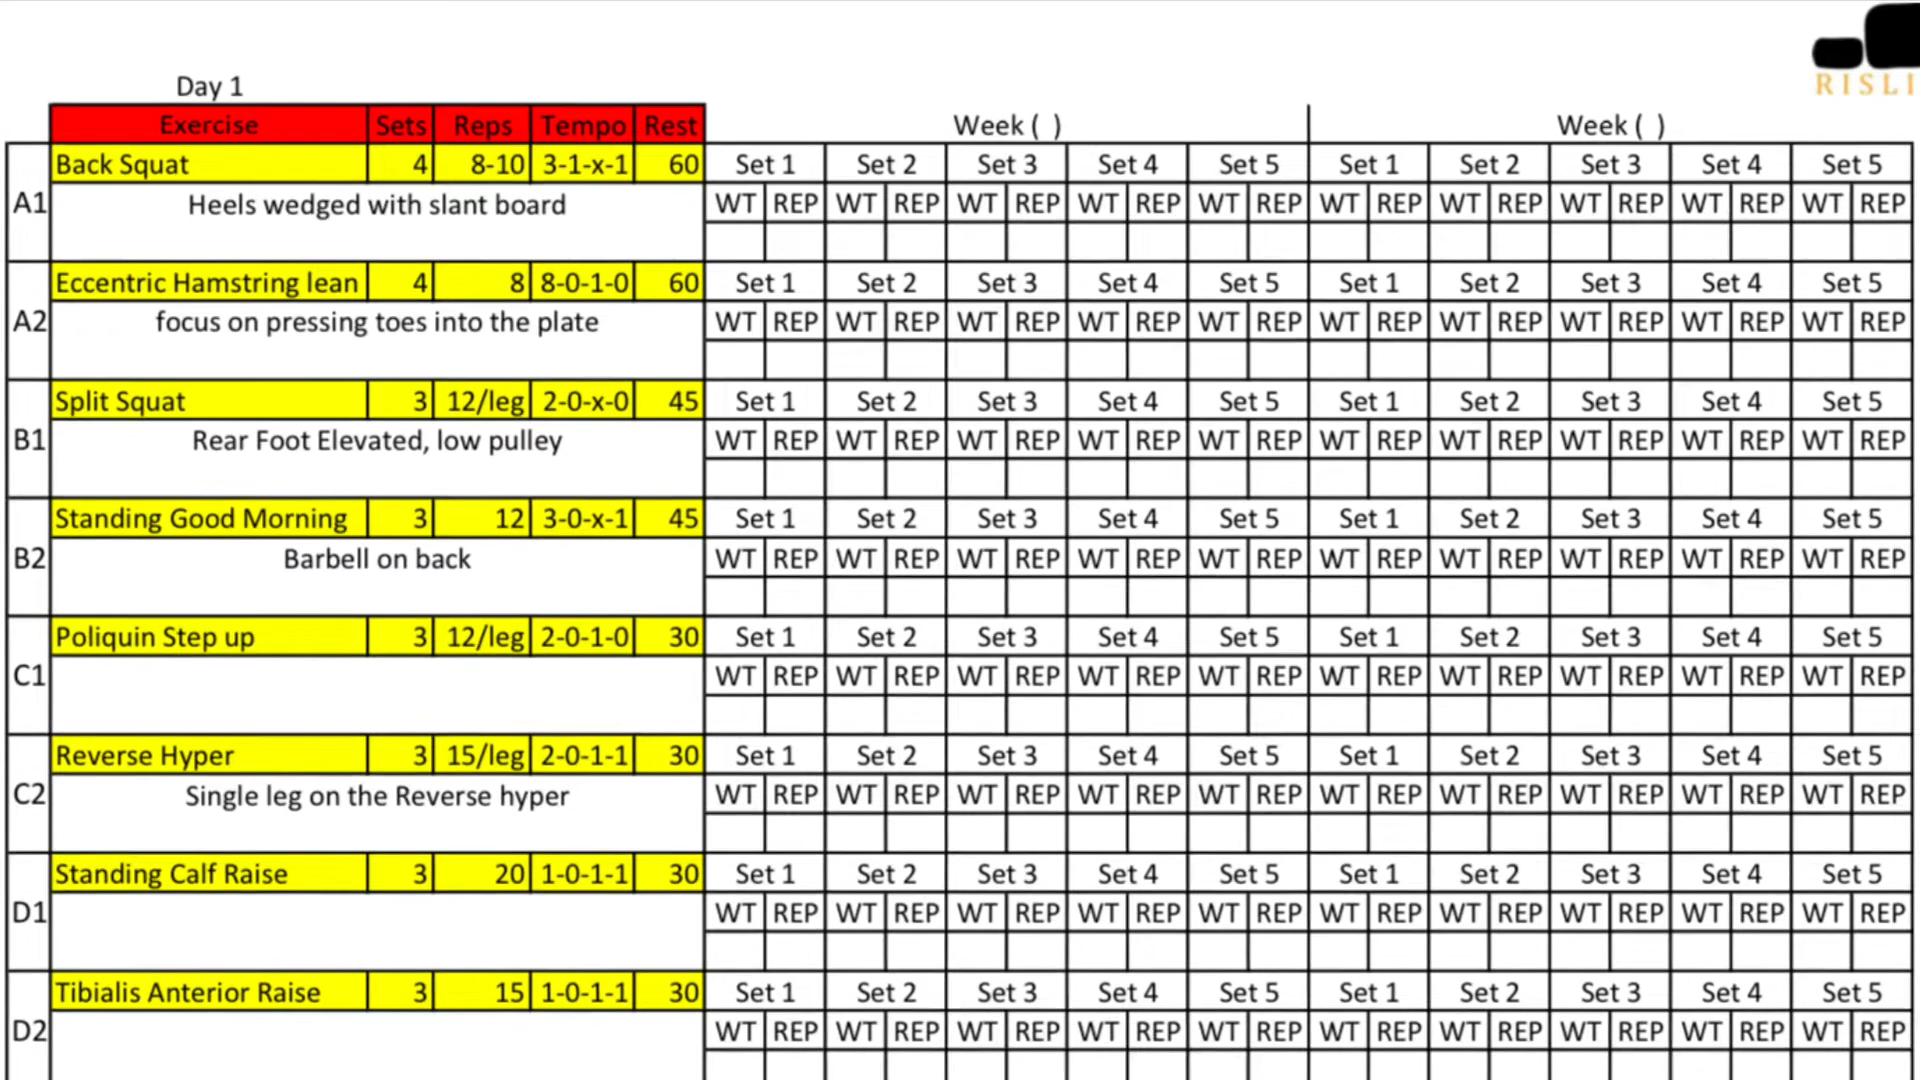 RISLI
Day 1
Exercise Sets Reps Tempo Rest Week ( ) Week ( )
Back Squat 4 8-10 3-1-x-1 60 Set 1 Set 2 Set 3 Set 4 Set 5 Set 1 Set 2 Set 3 Set 4 Set 5
A1 Heels wedged with slant board WT REP WT REP WT REP WT REP WT REP WT REP WT REP WT REP WT REP WT REP
Eccentric Hamstring lean 4 8 8-0-1-0 60 Set 1 Set 2 Set 3 Set 4 Set 5 Set 1 Set 2 Set 3 Set 4 Set 5
A2 focus on pressing toes into the plate WT REP WT REP WT REP WT REP WT REP WT REP WT REP WT REP WT REP WT REP
Split Squat 3 12/leg 2-0-x-0 45 Set 1 Set 2 Set 3 Set 4 Set 5 Set 1 Set 2 Set 3 Set 4 Set 5
B1 Rear Foot Elevated, low pulley WT REP WT REP WT REP WT REP WT REP WT REP WT REP WT REP WT REP WT REP
Standing Good Morning 3 12 3-0-x-1 45 Set 1 Set 2 Set 3 Set 4 Set 5 Set 1 Set 2 Set 3 Set 4 Set 5
B2 Barbell on back WT REP WT REP WT REP WT REP WT REP WT REP WT REP WT REP WT REP WT REP
Poliquin Step up 3 12/leg 2-0-1-0 30 Set 1 Set 2 Set 3 Set 4 Set 5 Set 1 Set 2 Set 3 Set 4 Set 5
C1 WT REP WT REP WT REP WT REP WT REP WT REP WT REP WT REP WT REP WT REP
Reverse Hyper 3 15/leg 2-0-1-1 30 Set 1 Set 2 Set 3 Set 4 Set 5 Set 1 Set 2 Set 3 Set 4 Set 5
C2 Single leg on the Reverse hyper WT REP WT REP WT REP WT REP WT REP WT REP WT REP WT REP WT REP WT REP
Standing Calf Raise 3 20 1-0-1-1 30 Set 1 Set 2 Set 3 Set 4 Set 5 Set 1 Set 2 Set 3 Set 4 Set 5
D1 WT REP WT REP WT REP WT REP WT REP WT REP WT REP WT REP WT REP WT REP
Tibialis Anterior Raise 3 15 1-0-1-1 30 Set 1 Set 2 Set 3 Set 4 Set 5 Set 1 Set 2 Set 3 Set 4 Set 5
D2 WT REP WT REP WT REP WT REP WT REP WT REP WT REP WT REP WT REP WT REP